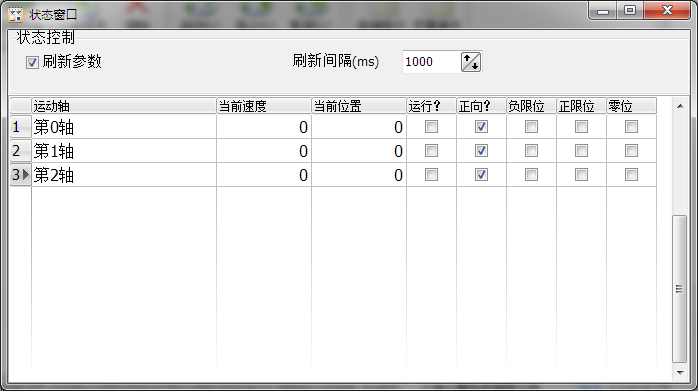 状态窗口
状态控制
刷新参数 刷新间隔(ms) 1000
运动轴 当前速度 当前位置 运行? 正向? 负限位 正限位 零位
1 第0轴 0 0
2 第1轴 0 0
3 第2轴 0 0